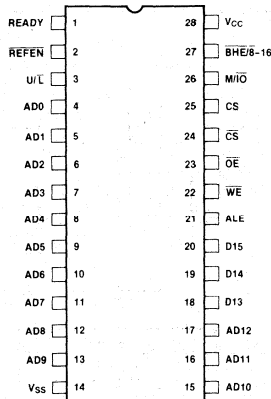 READY 1 28 VCC
REFEN 2 27 BHE/8-16
U/L 3 26 M/IO
AD0 4 25 CS
AD1 5 24 CS
AD2 6 23 OE
AD3 7 22 WE
AD4 8 21 ALE
AD5 9 20 D15
AD6 10 19 D14
AD7 11 18 D13
AD8 12 17 AD12
AD9 13 16 AD11
VSS 14 15 AD10